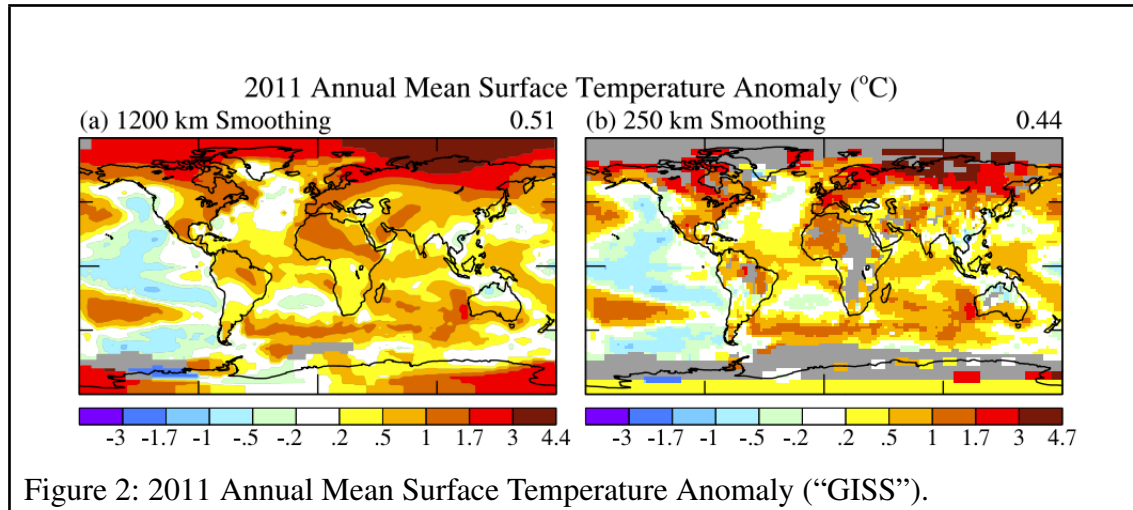 2011 Annual Mean Surface Temperature Anomaly (°C)
(a) 1200 km Smoothing 0.51
(b) 250 km Smoothing 0.44
-3 -1.7 -1 -.5 -.2 .2 .5 1 1.7 3 4.4
-3 -1.7 -1 -.5 -.2 .2 .5 1 1.7 3 4.7
Figure 2: 2011 Annual Mean Surface Temperature Anomaly (“GISS”).